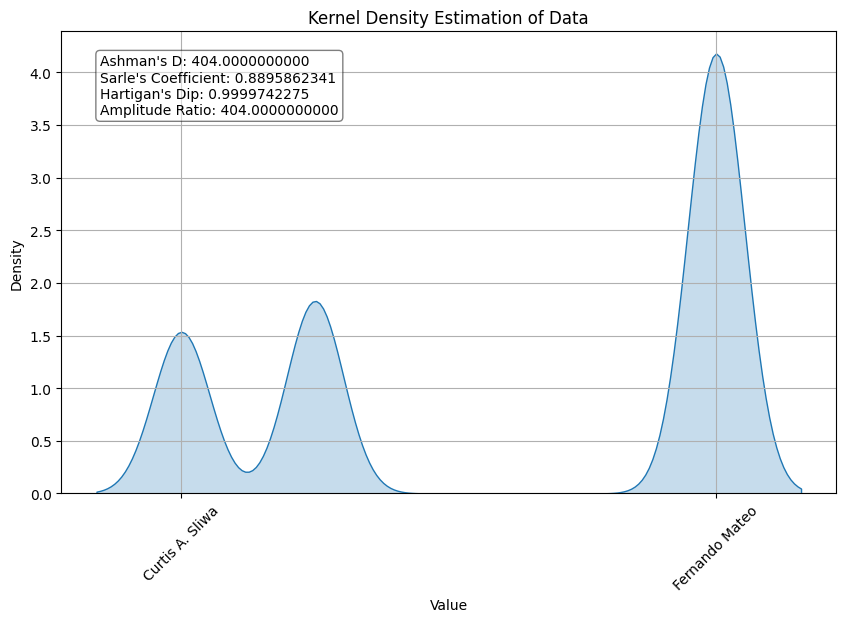 Kernel Density Estimation of Data
Ashman's D: 404.0000000000
Sarle's Coefficient: 0.8895862341
Hartigan's Dip: 0.9999742275
Amplitude Ratio: 404.0000000000
Density
4.0
3.5
3.0
2.5
2.0
1.5
1.0
0.5
0.0
Curtis A. Sliwa
Fernando Mateo
Value